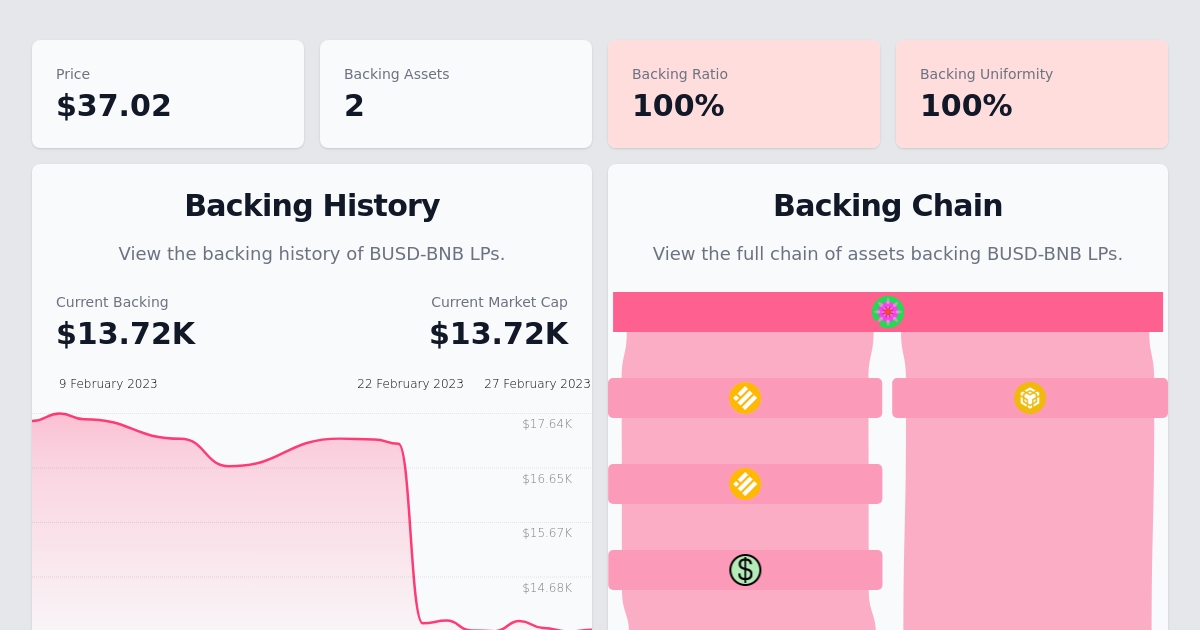 Price
$37.02
Backing Assets
2
Backing Ratio
100%
Backing Uniformity
100%
Backing History
View the backing history of BUSD-BNB LPs.
Current Backing
$13.72K
Current Market Cap
$13.72K
9 February 2023
22 February 2023
27 February 2023
$17.64K
$16.65K
$15.67K
$14.68K
Backing Chain
View the full chain of assets backing BUSD-BNB LPs.
$